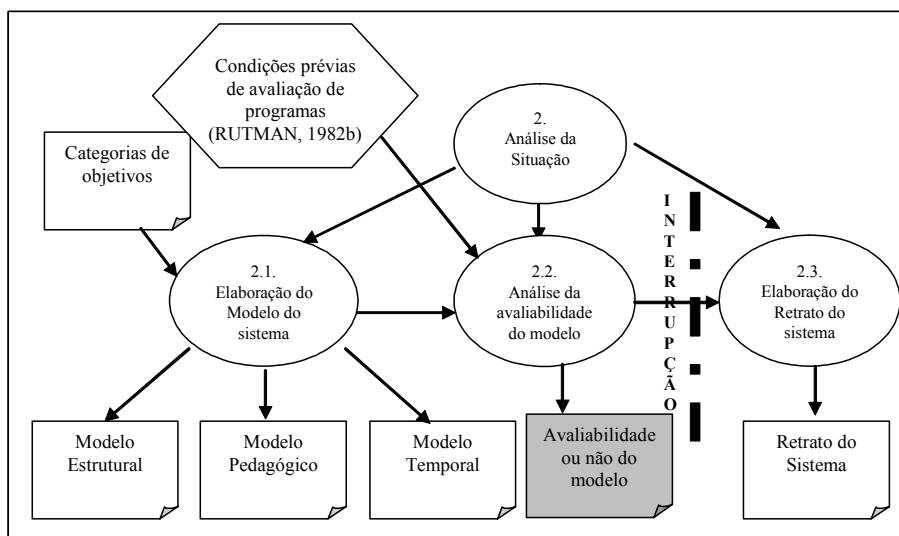 Condições prévias
de avaliação de
programas
(RUTMAN, 1982b)
2.
Análise da
Situação
Categorias de
objetivos
2.1.
Elaboração do
Modelo do
sistema
2.2.
Análise da
avaliabilidade
do modelo
INTERRUPÇÃO
2.3.
Elaboração do
Retrato do
sistema
Modelo
Estrutural
Modelo
Pedagógico
Modelo
Temporal
Avaliabilidade
ou não do
modelo
Retrato do
Sistema